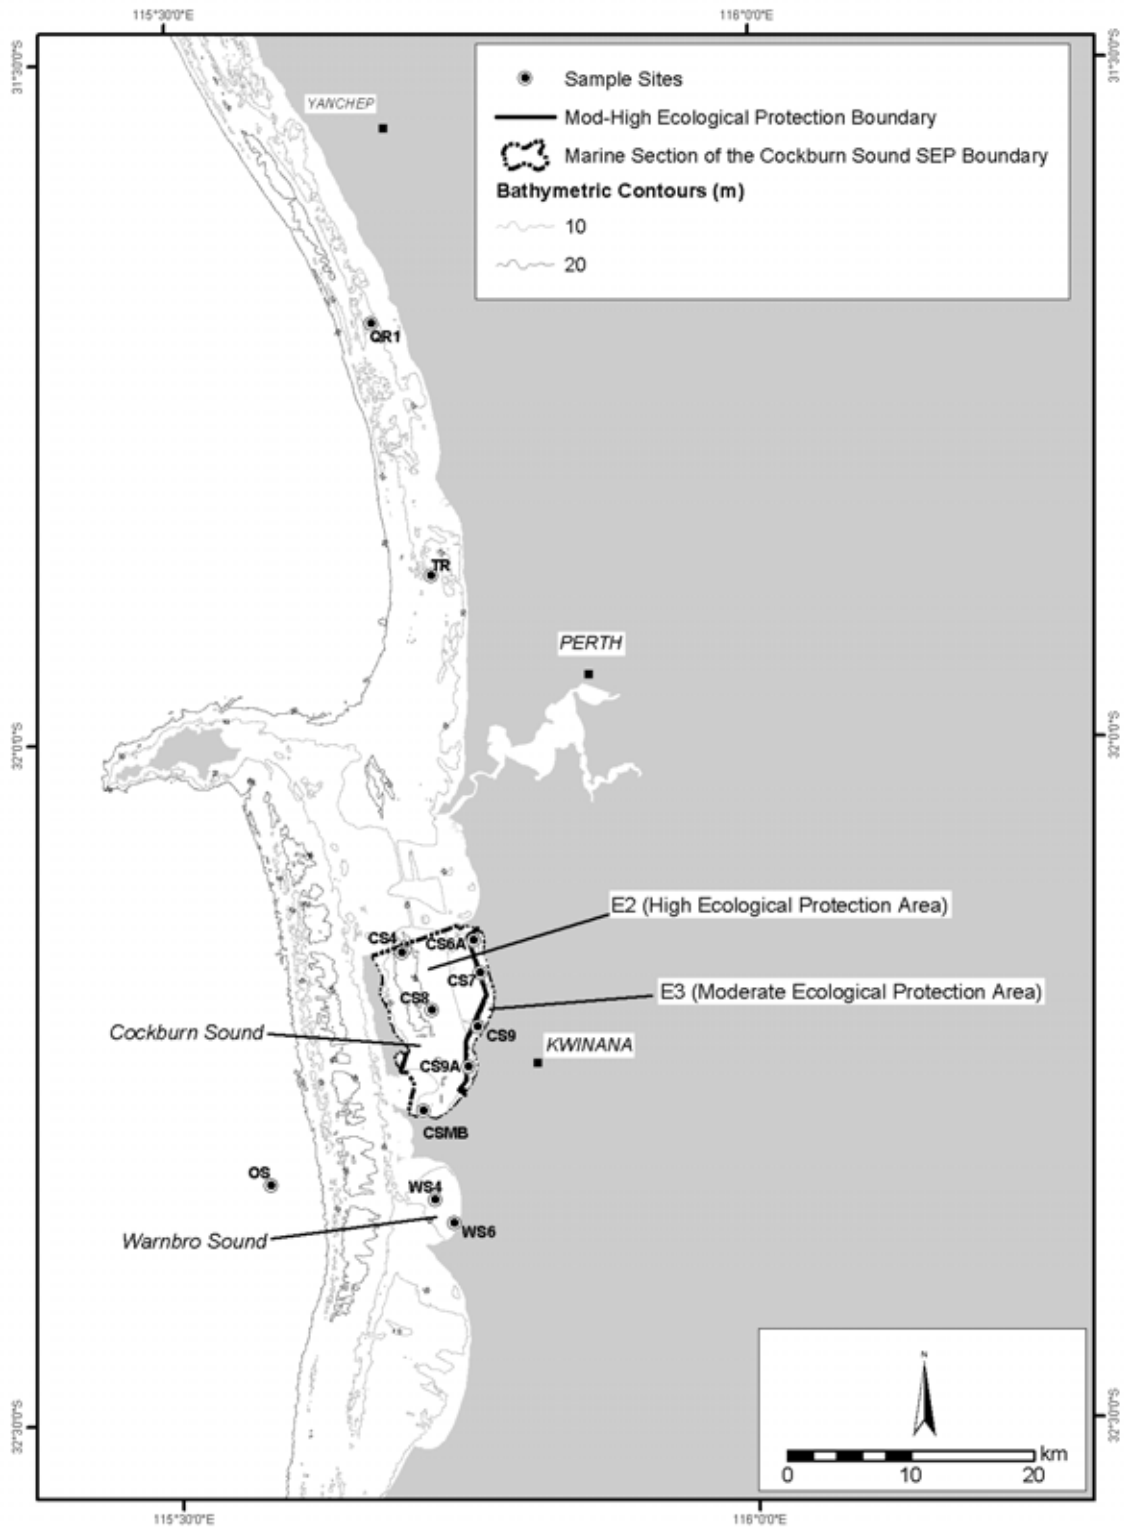 115°30'0"E
116°0'0"E
31°30'0"S
31°30'0"S
Sample Sites
Mod-High Ecological Protection Boundary
Marine Section of the Cockburn Sound SEP Boundary
Bathymetric Contours (m)
10
20
YANCHEP
QR1
TR
PERTH
32°0'0"S
32°0'0"S
E2 (High Ecological Protection Area)
CS4
CS6A
CS7
E3 (Moderate Ecological Protection Area)
CS8
Cockburn Sound
CS9
KWINANA
CS9A
CSMB
OS
WS4
WS6
Warnbro Sound
N
km
0
10
20
32°30'0"S
32°30'0"S
115°30'0"E
116°0'0"E